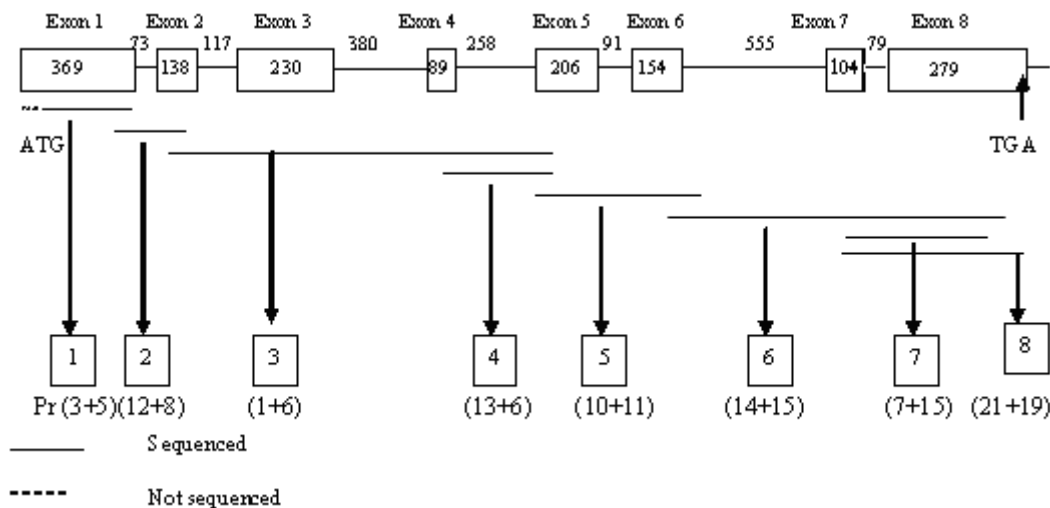 Exon 1 Exon 2 Exon 3 Exon 4 Exon 5 Exon 6 Exon 7 Exon 8
73 117 380 258 91 555 79
369 138 230 89 206 154 104 279
ATG TGA
1 2 3 4 5 6 7 8
Pr (3+5)(12+8) (1+6) (13+6) (10+11) (14+15) (7+15) (21+19)
Sequenced
Not sequenced